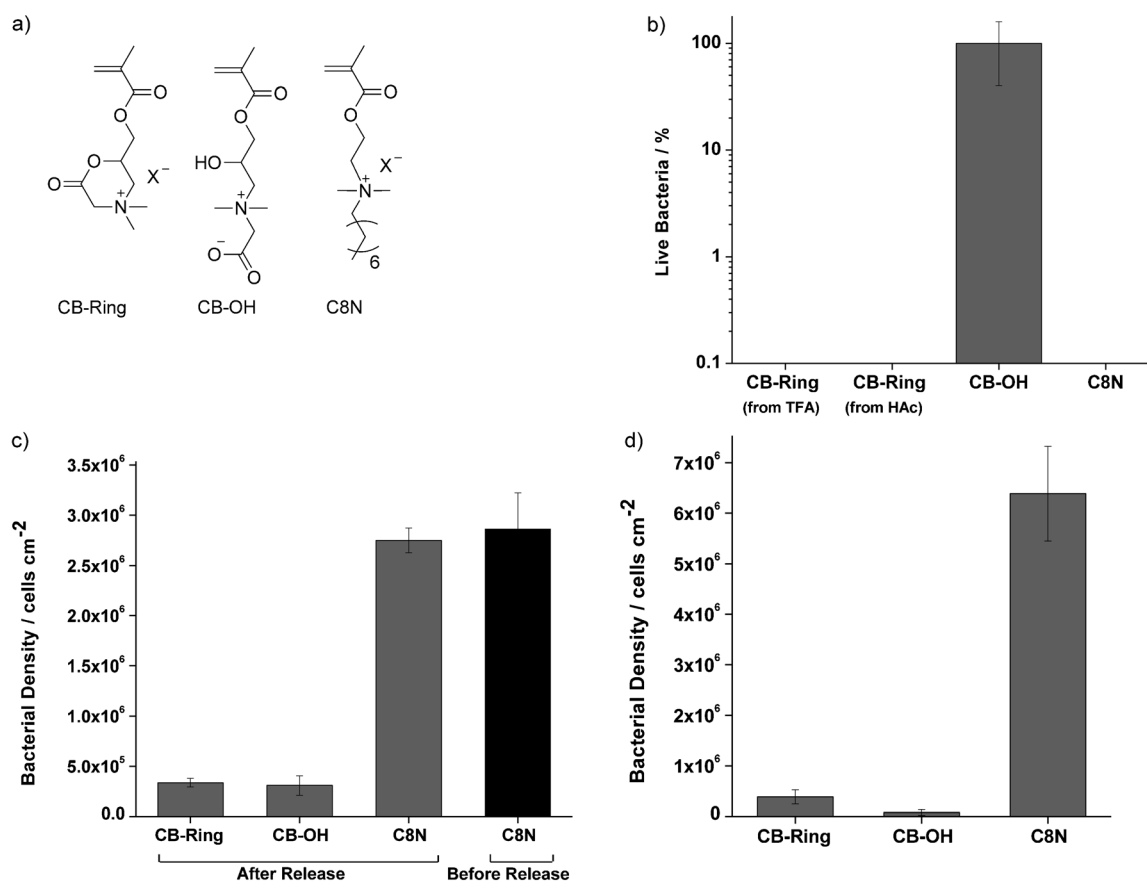 a)
O
O
O
O
N
+
X−
CB-Ring
O
O
HO
N
+
O−
O
CB-OH
O
O
X−
N
+
6
C8N
b)
Live Bacteria / %
100
10
1
0.1
CB-Ring
(from TFA)
CB-Ring
(from HAc)
CB-OH
C8N
c)
Bacterial Density / cells cm-2
3.5x10⁶
3.0x10⁶
2.5x10⁶
2.0x10⁶
1.5x10⁶
1.0x10⁶
5.0x10⁵
0.0
CB-Ring
CB-OH
C8N
C8N
After Release
Before Release
d)
Bacterial Density / cells cm-2
7x10⁶
6x10⁶
5x10⁶
4x10⁶
3x10⁶
2x10⁶
1x10⁶
0
CB-Ring
CB-OH
C8N